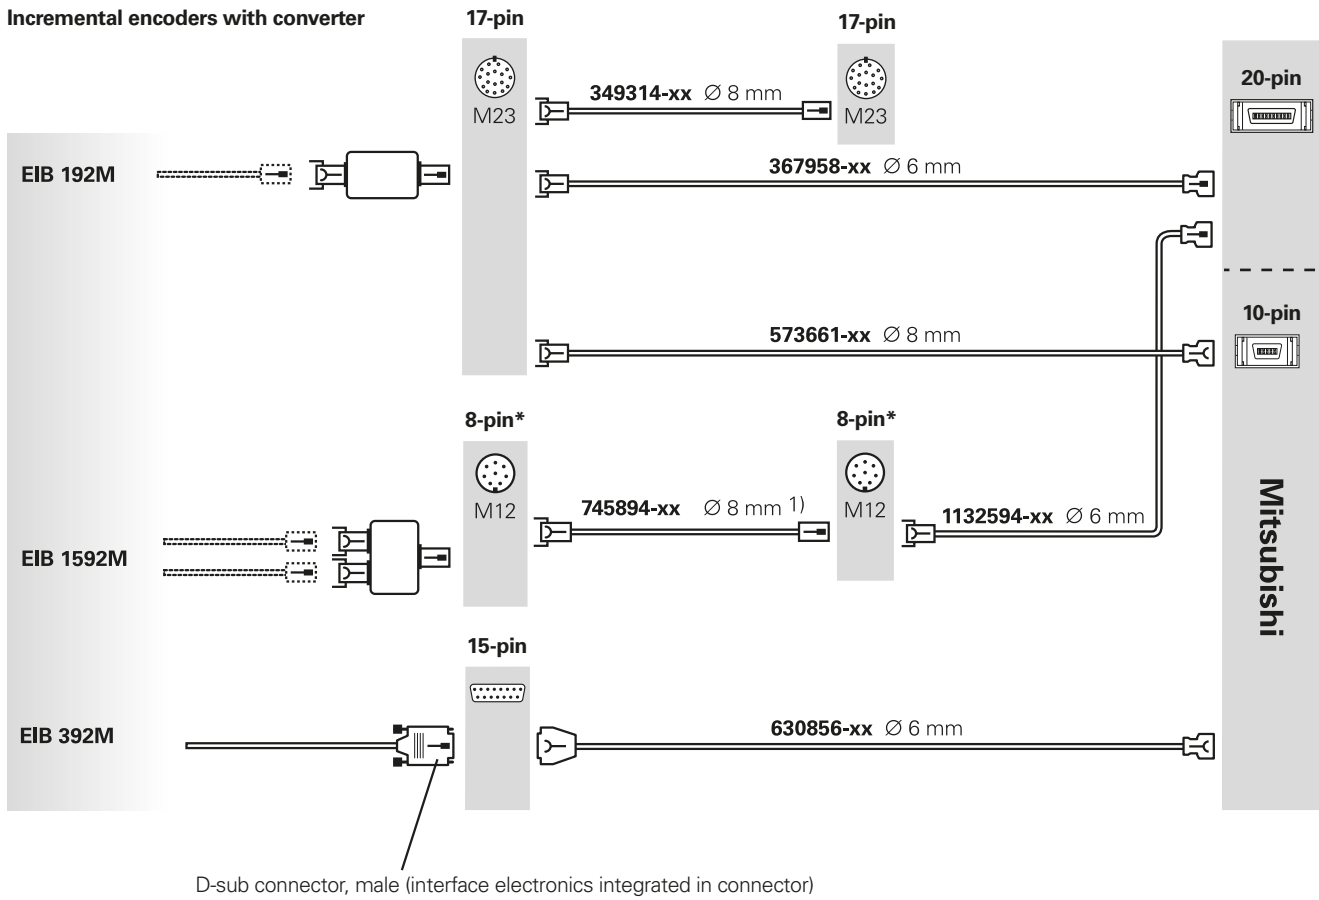 Incremental encoders with converter
17-pin
17-pin
20-pin
M23
349314-xx Ø 8 mm
M23
EIB 192M
367958-xx Ø 6 mm
10-pin
573661-xx Ø 8 mm
8-pin*
8-pin*
M12
745894-xx Ø 8 mm 1)
M12
1132594-xx Ø 6 mm
Mitsubishi
EIB 1592M
15-pin
EIB 392M
630856-xx Ø 6 mm
D-sub connector, male (interface electronics integrated in connector)